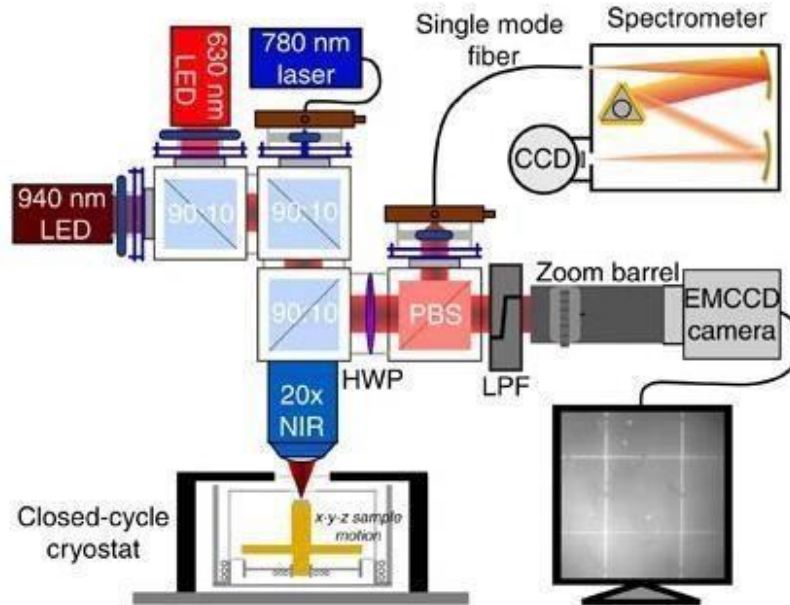 Spectrometer
Single mode
fiber
780 nm
laser
630 nm
LED
CCD
940 nm
LED
90:10
90:10
Zoom barrel
EMCCD
camera
90:10
PBS
HWP
LPF
20x
NIR
Closed-cycle
cryostat
x-y-z sample
motion